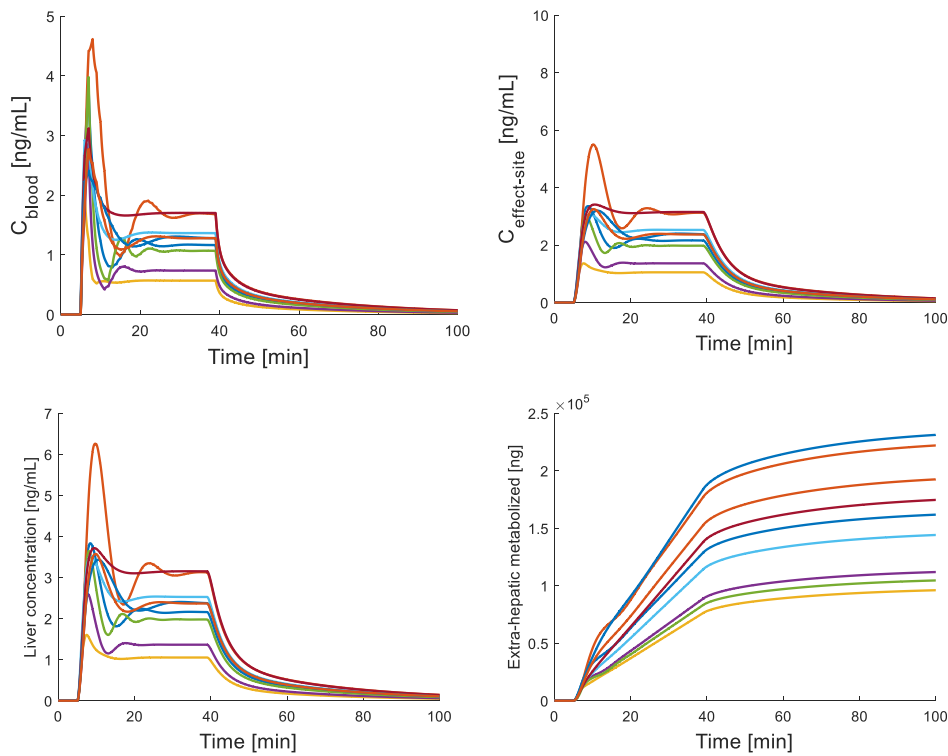 5
4
3
2
1
0
C_blood [ng/mL]
0 20 40 60 80 100
Time [min]
10
8
6
4
2
0
C_effect-site [ng/mL]
0 20 40 60 80 100
Time [min]
7
6
5
4
3
2
1
0
Liver concentration [ng/mL]
0 20 40 60 80 100
Time [min]
×10^5
2.5
2
1.5
1
0.5
0
Extra-hepatic metabolized [ng]
0 20 40 60 80 100
Time [min]